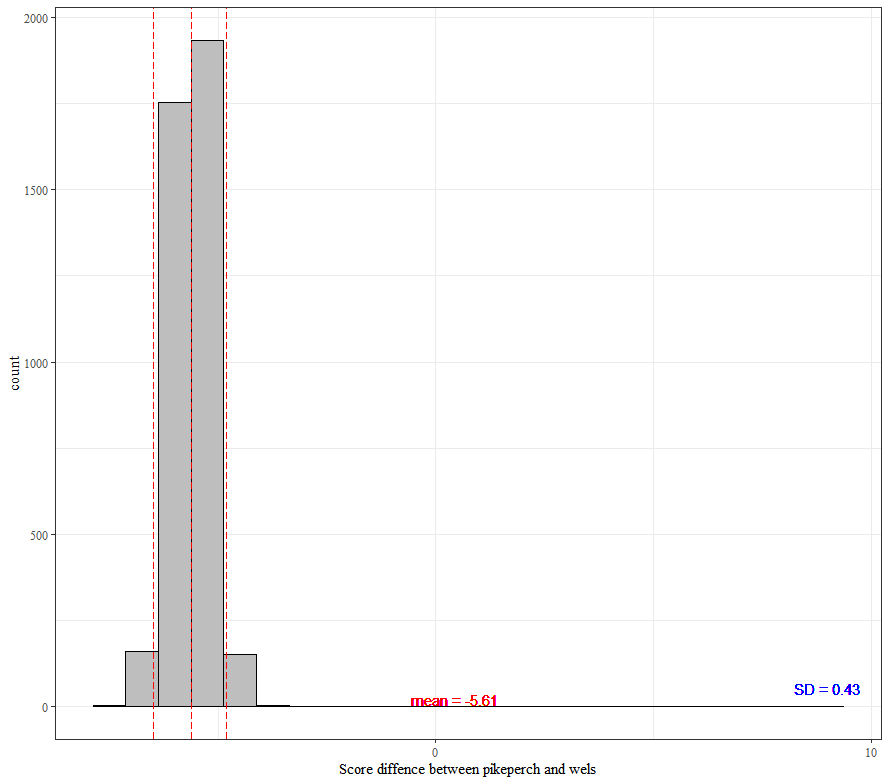 2000
1500
1000
500
0
count
mean = -5.61
SD = 0.43
0
10
Score diffence between pikeperch and wels